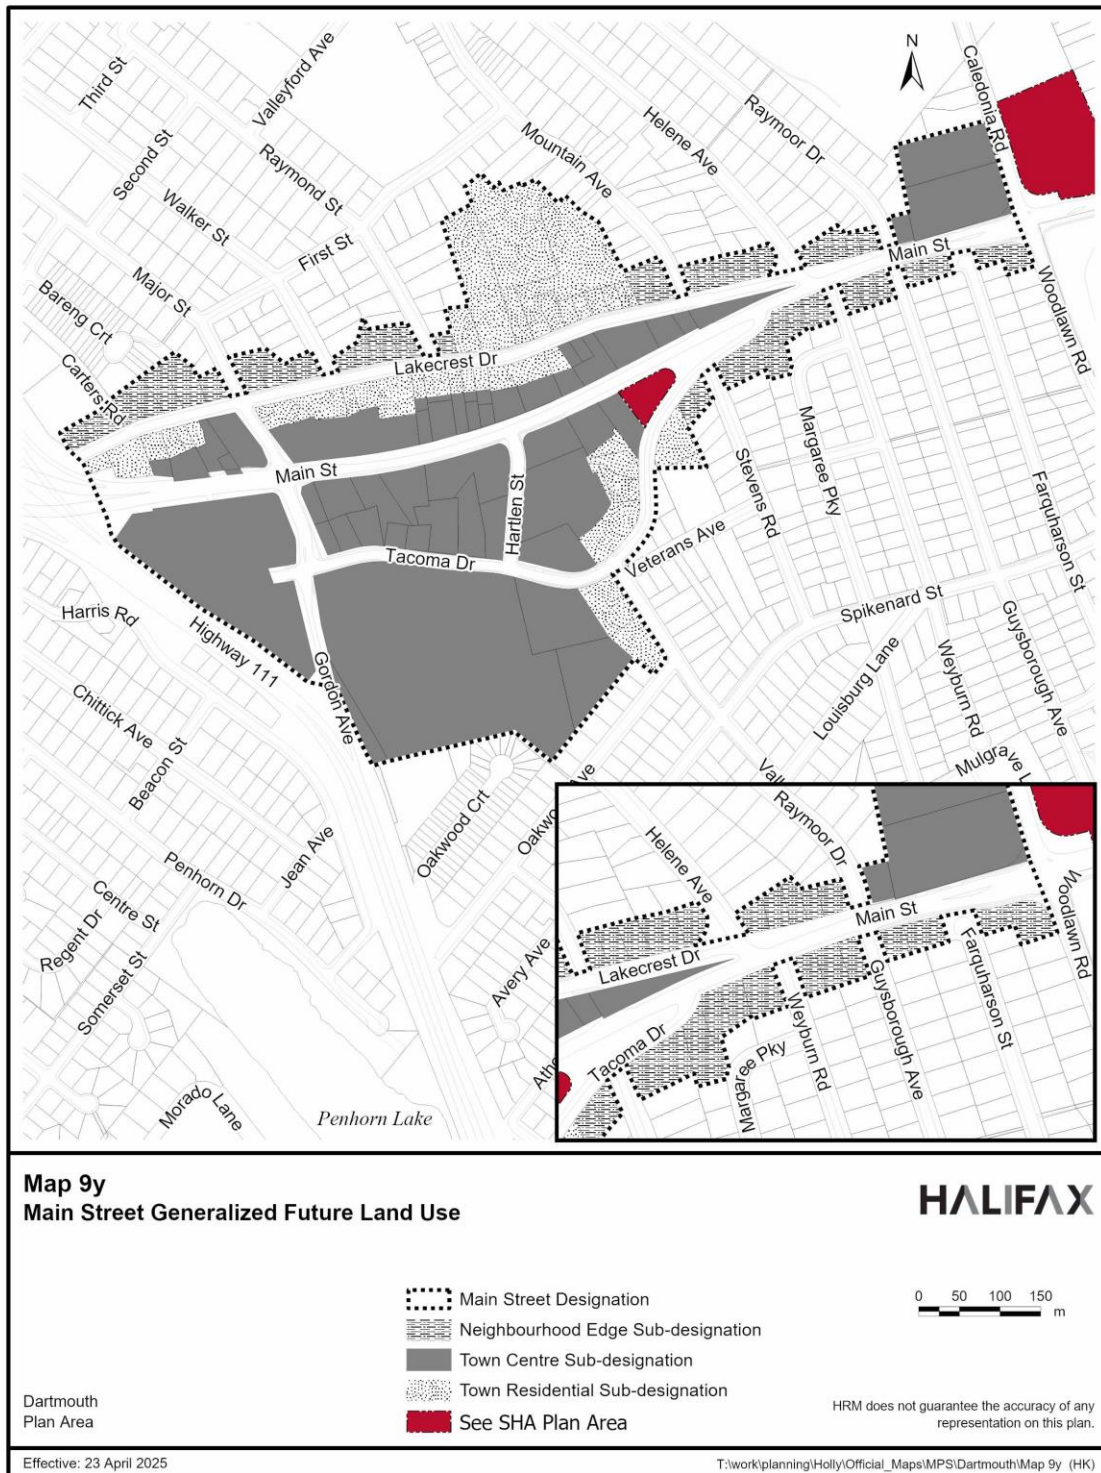 N
Third St
Valleyford Ave
Second St
Raymond St
Walker St
First St
Major St
Bareng Crt
Carters Rd
Mountain Ave
Helene Ave
Raymoor Dr
Caledonia Rd
Main St
Woodlawn Rd
Lakecrest Dr
Main St
Hartlen St
Tacoma Dr
Stevens Rd
Margaree Pky
Veterans Ave
Farquharson St
Spikenard St
Guysborough Ave
Weyburn Rd
Louisburg Lane
Mulgrave L
Harris Rd
Highway 111
Gordon Ave
Chittick Ave
Beacon St
Jean Ave
Penhorn Dr
Centre St
Regent Dr
Somerset St
Morado Lane
Penhorn Lake
Oakwood Crt
Oakwo
Ave
Avery Ave
Ath
Vall
Raymoor Dr
Helene Ave
Main St
Woodlawn Rd
Lakecrest Dr
Farquharson St
Guysborough Ave
Weyburn Rd
Tacoma Dr
Margaree Pky
Map 9y
Main Street Generalized Future Land Use
HALIFAX
0 50 100 150
m
Main Street Designation
Neighbourhood Edge Sub-designation
Town Centre Sub-designation
Town Residential Sub-designation
See SHA Plan Area
Dartmouth
Plan Area
HRM does not guarantee the accuracy of any
representation on this plan.
Effective: 23 April 2025
T:\work\planning\Holly\Official_Maps\MPS\Dartmouth\Map 9y (HK)